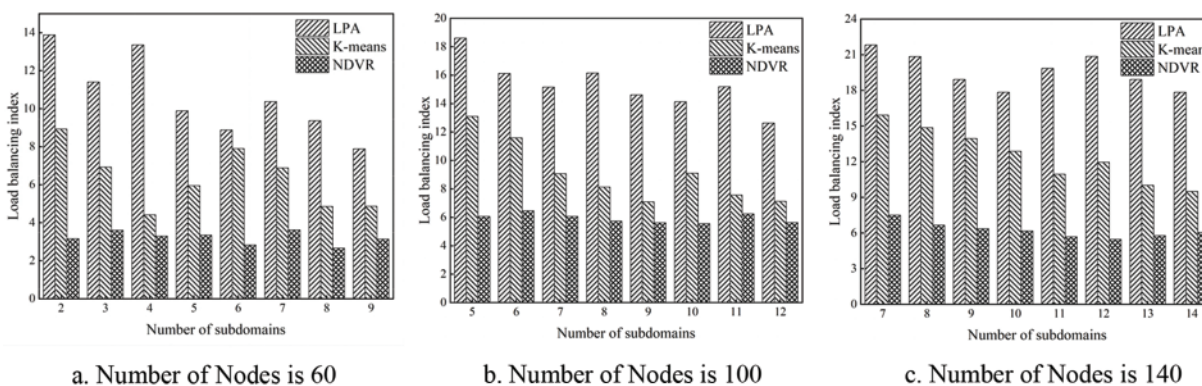 14
12
10
8
6
4
2
0
Load balancing index
LPA
K-means
NDVR
2 3 4 5 6 7 8 9
Number of subdomains
a. Number of Nodes is 60
20
18
16
14
12
10
8
6
4
2
0
Load balancing index
LPA
K-means
NDVR
5 6 7 8 9 10 11 12
Number of subdomains
b. Number of Nodes is 100
24
21
18
15
12
9
6
3
0
Load balancing index
LPA
K-means
NDVR
7 8 9 10 11 12 13 14
Number of subdomains
c. Number of Nodes is 140